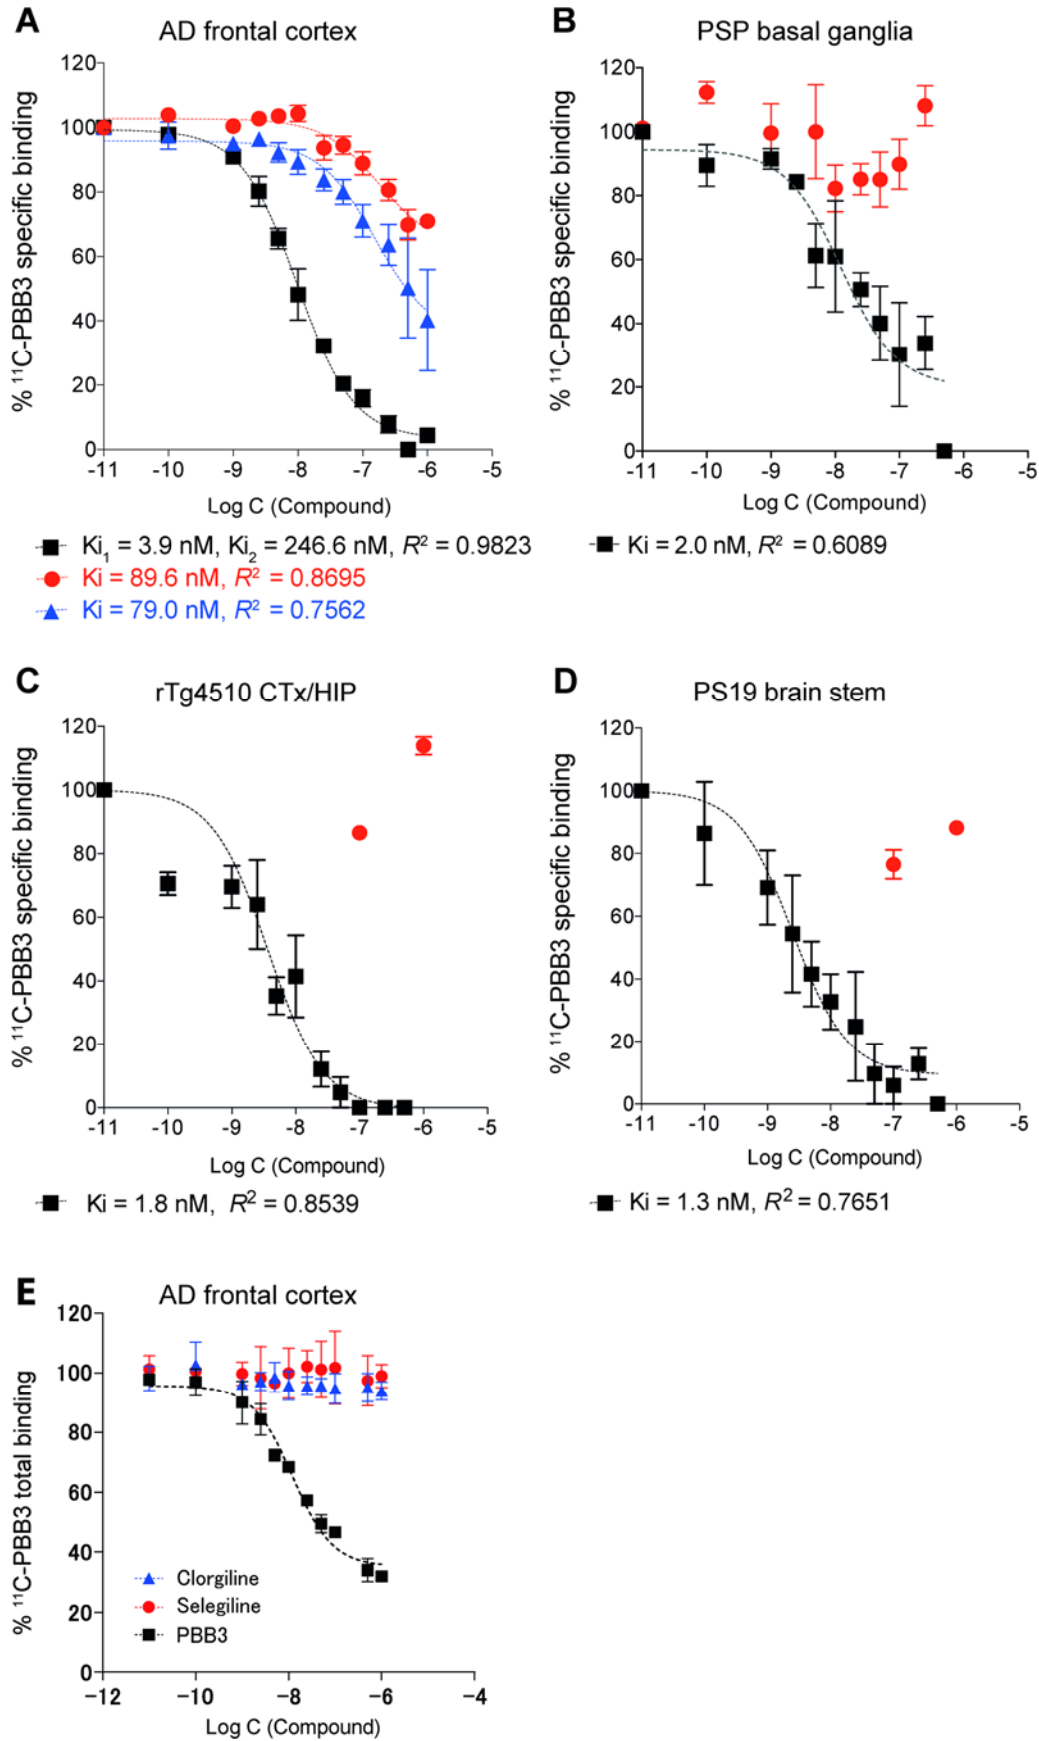 A
AD frontal cortex
% ¹¹C-PBB3 specific binding
120
100
80
60
40
20
0
-11 -10 -9 -8 -7 -6 -5
Log C (Compound)
Ki₁ = 3.9 nM, Ki₂ = 246.6 nM, R² = 0.9823
Ki = 89.6 nM, R² = 0.8695
Ki = 79.0 nM, R² = 0.7562
B
PSP basal ganglia
% ¹¹C-PBB3 specific binding
120
100
80
60
40
20
0
-11 -10 -9 -8 -7 -6 -5
Log C (Compound)
Ki = 2.0 nM, R² = 0.6089
C
rTg4510 CTx/HIP
% ¹¹C-PBB3 specific binding
120
100
80
60
40
20
0
-11 -10 -9 -8 -7 -6 -5
Log C (Compound)
Ki = 1.8 nM, R² = 0.8539
D
PS19 brain stem
% ¹¹C-PBB3 specific binding
120
100
80
60
40
20
0
-11 -10 -9 -8 -7 -6 -5
Log C (Compound)
Ki = 1.3 nM, R² = 0.7651
E
AD frontal cortex
% ¹¹C-PBB3 total binding
120
100
80
60
40
20
0
Clorgiline
Selegiline
PBB3
−12 −10 −8 −6 −4
Log C (Compound)